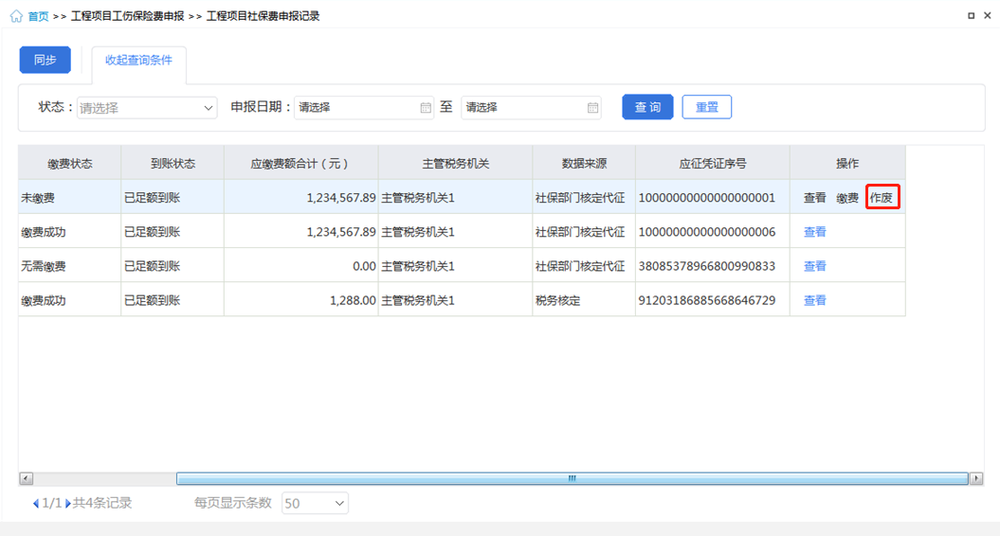 首页 >> 工程项目工伤保险费申报 >> 工程项目社保费申报记录
同步 收起查询条件
状态： 请选择 申报日期： 请选择 至 请选择 查询 重置
缴费状态 到账状态 应缴费额合计（元） 主管税务机关 数据来源 应征凭证序号 操作
未缴费 已足额到账 1,234,567.89 主管税务机关1 社保部门核定代征 10000000000000000001 查看 缴费 作废
缴费成功 已足额到账 1,234,567.89 主管税务机关1 社保部门核定代征 10000000000000000006 查看
无需缴费 已足额到账 0.00 主管税务机关1 社保部门核定代征 38085378966800990833 查看
缴费成功 已足额到账 1,288.00 主管税务机关1 税务核定 91203186885668646729 查看
1/1 共4条记录 每页显示条数 50